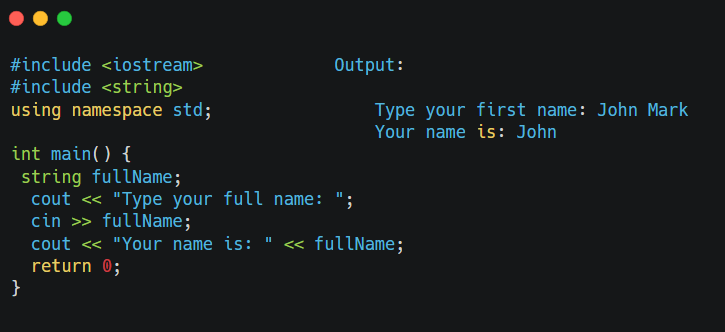 #include <iostream>
#include <string>
using namespace std;
int main() {
string fullName;
cout << "Type your full name: ";
cin >> fullName;
cout << "Your name is: " << fullName;
return 0;
}
Output:
Type your first name: John Mark
Your name is: John